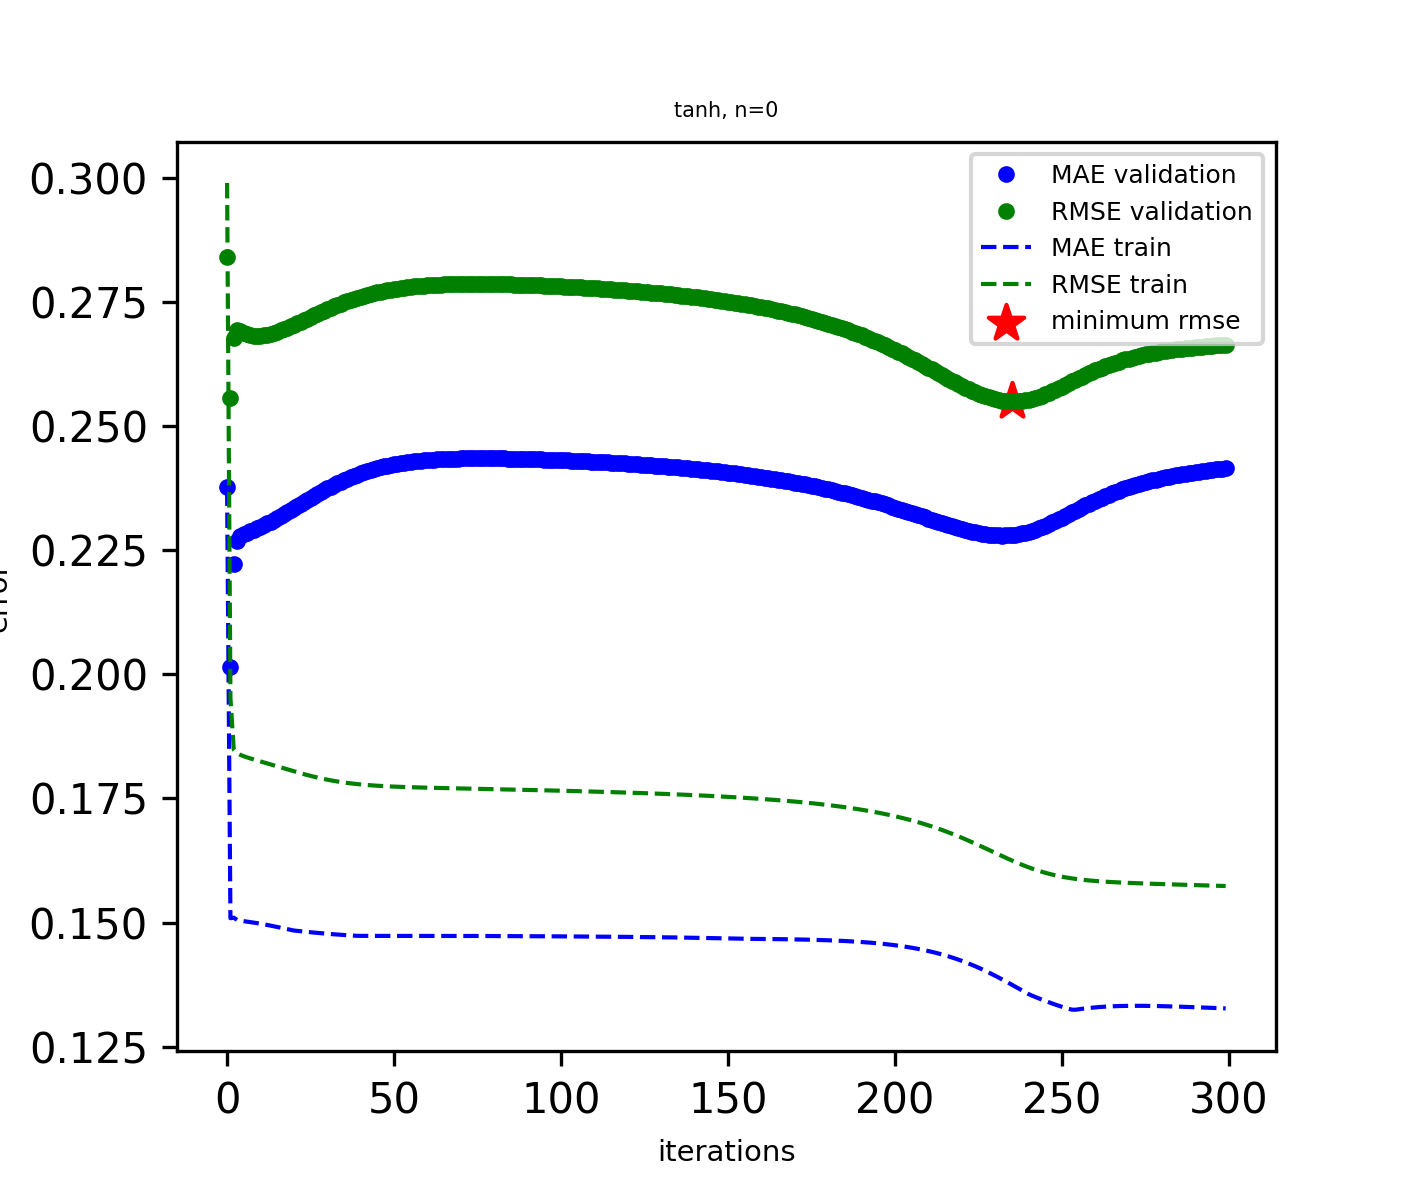 tanh, n=0
0.300
0.275
0.250
0.225
0.200
0.175
0.150
0.125
MAE validation
RMSE validation
MAE train
RMSE train
minimum rmse
0 50 100 150 200 250 300
iterations